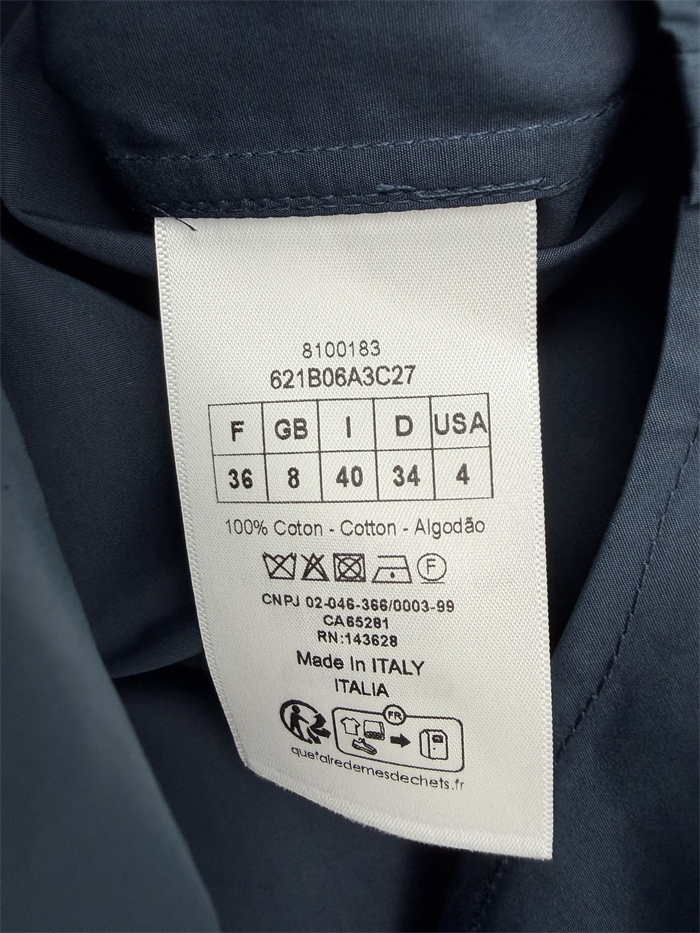 8100183
621B06A3C27
F GB I D USA
36 8 40 34 4
100% Coton - Cotton - Algodão
F
CNPJ 02-046-366/0003-99
CA65281
RN:143628
Made In ITALY
ITALIA
FR
quefairedemesdechets.fr